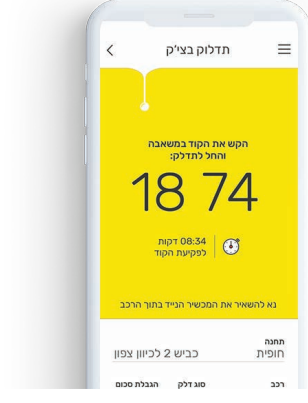 תדלוק בצ'יק
הקש את הקוד במשאבה
והחל לתדלק:
18 74
08:34 דקות
לפקיעת הקוד
נא להשאיר את המכשיר הנייד בתוך הרכב
תחנה
חופית
כביש 2 לכיוון צפון
רכב
סוג דלק
הגבלת סכום